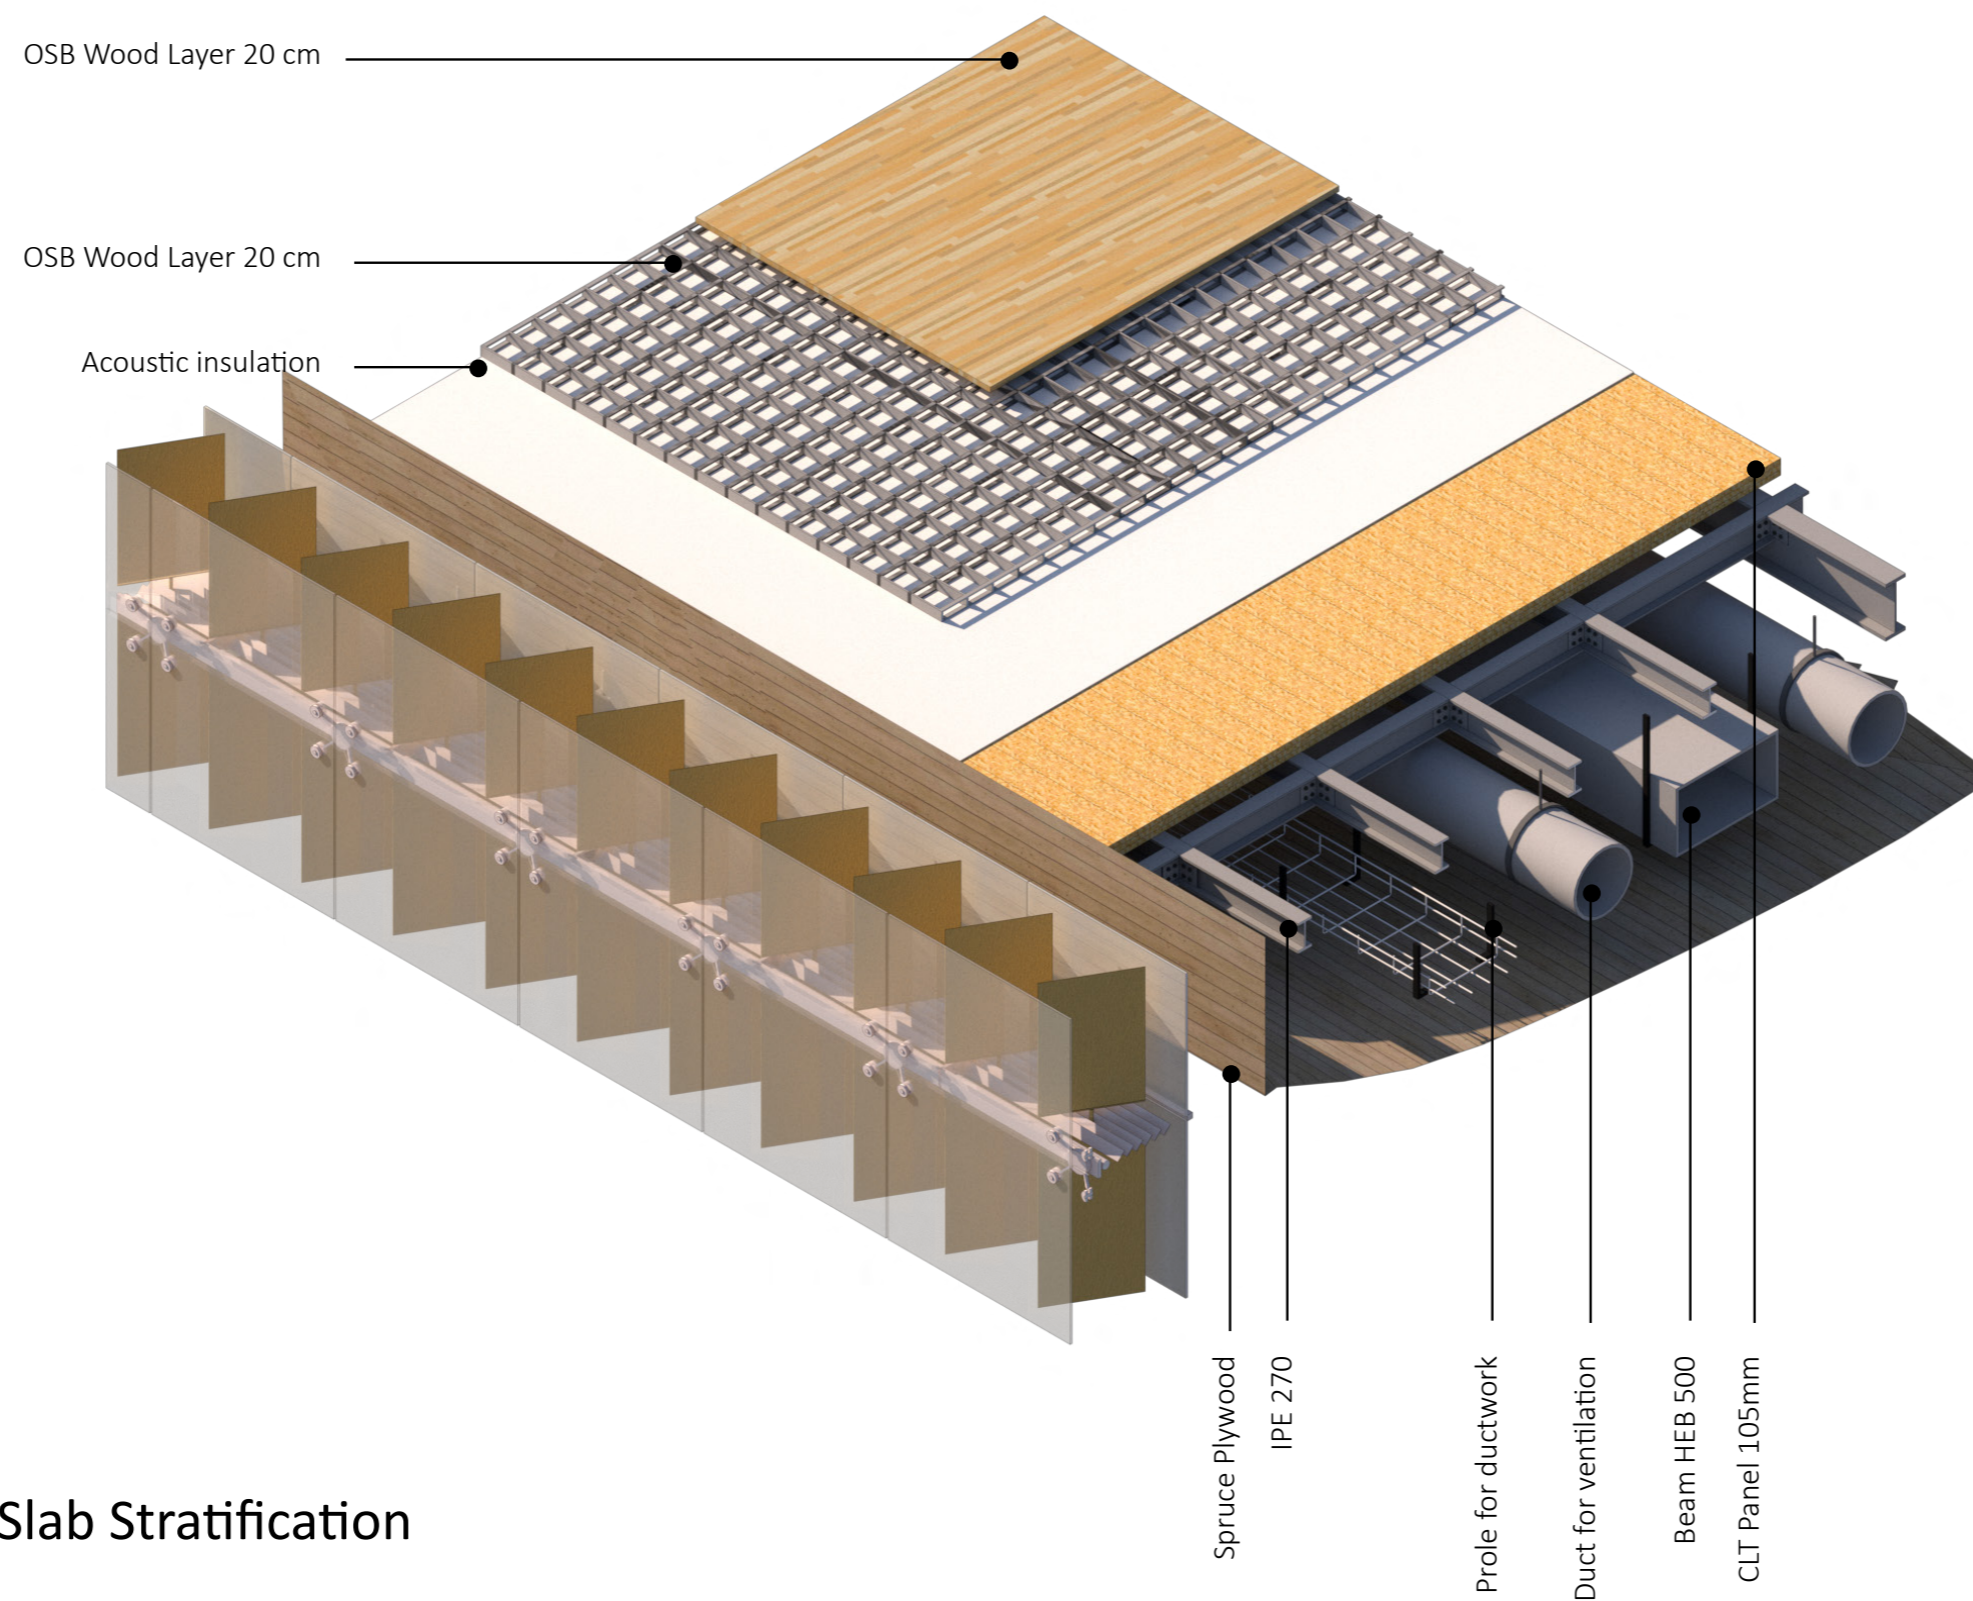 OSB Wood Layer 20 cm
OSB Wood Layer 20 cm
Acoustic insulation
Spruce Plywood
IPE 270
Prole for ductwork
Duct for ventilation
Beam HEB 500
CLT Panel 105mm
Slab Stratification